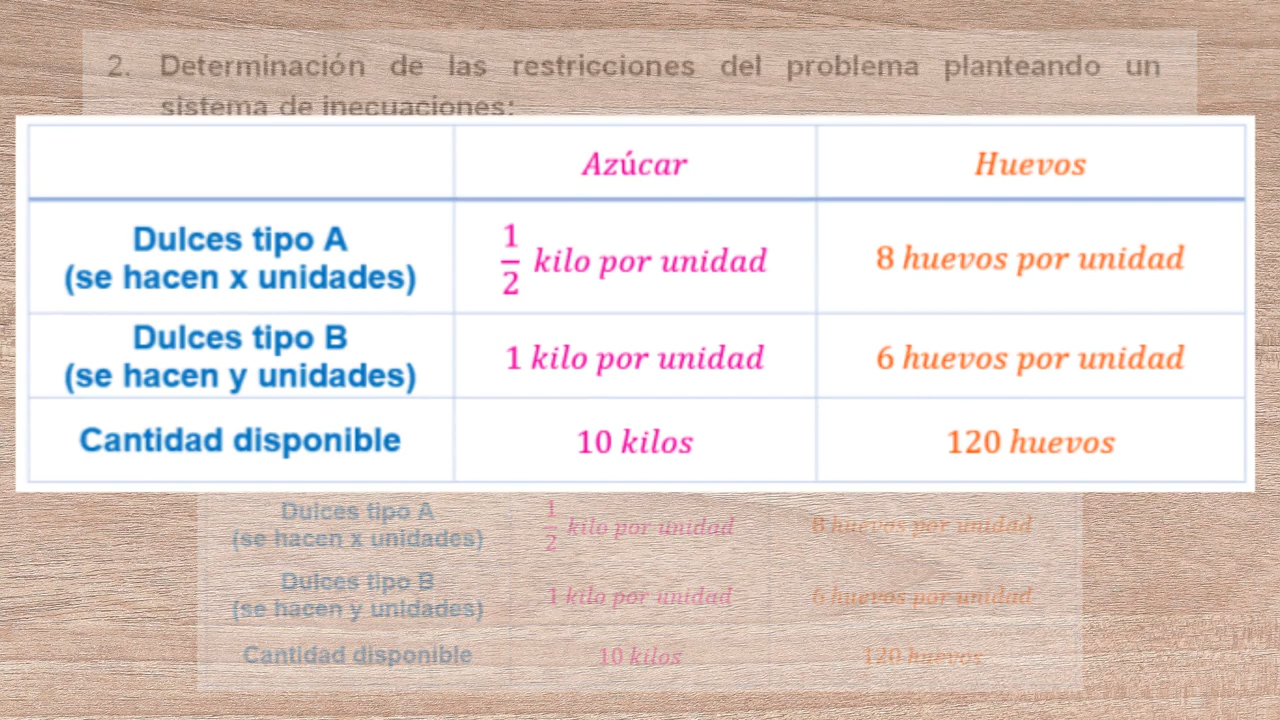 2. Determinación de las restricciones del problema planteando un
sistema de inecuaciones:
Azúcar Huevos
Dulces tipo A
(se hacen x unidades)
1/2 kilo por unidad
8 huevos por unidad
Dulces tipo B
(se hacen y unidades)
1 kilo por unidad
6 huevos por unidad
Cantidad disponible 10 kilos 120 huevos
Dulces tipo A
(se hacen x unidades)
1/2 kilo por unidad
8 huevos por unidad
Dulces tipo B
(se hacen y unidades)
1 kilo por unidad
6 huevos por unidad
Cantidad disponible 10 kilos 120 huevos